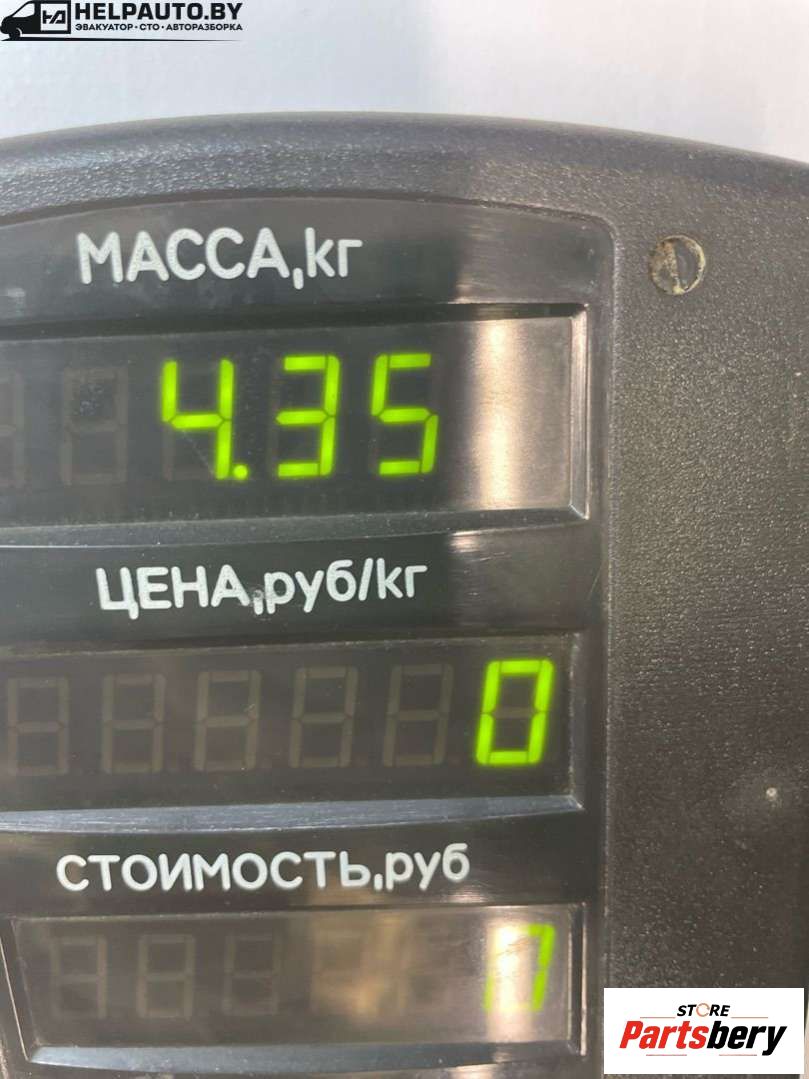 HELPAUTO.BY
ЭВАКУАТОР • СТО • АВТОРАЗБОРКА
МАССА,кг
4.35
ЦЕНА,руб/кг
0
СТОИМОСТЬ,руб
STORE
Partsbery